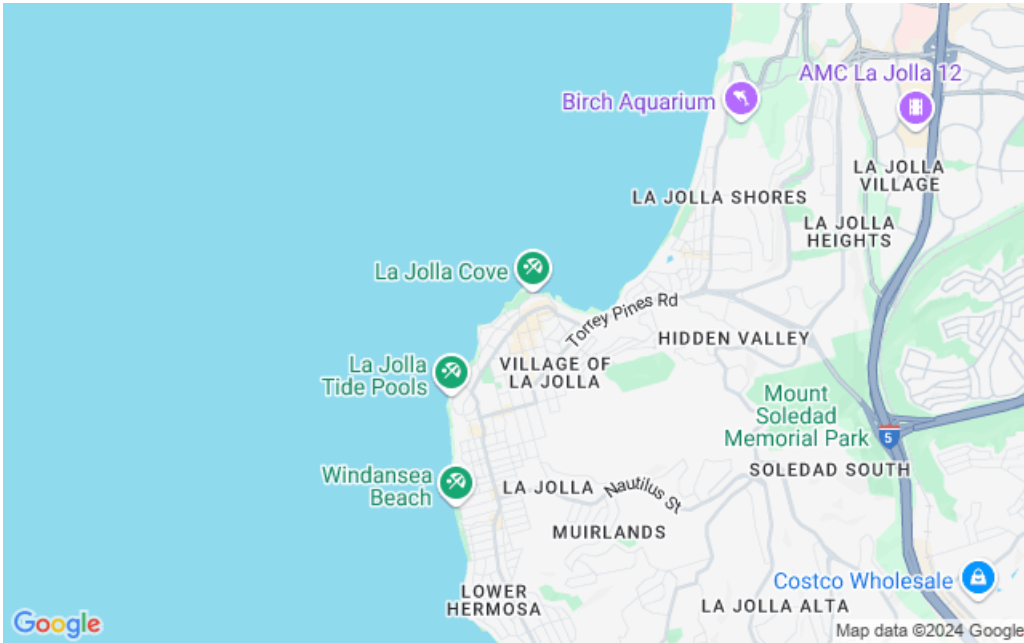 AMC La Jolla 12
Birch Aquarium
LA JOLLA
VILLAGE
LA JOLLA SHORES
LA JOLLA
HEIGHTS
La Jolla Cove
Torrey Pines Rd
HIDDEN VALLEY
La Jolla
Tide Pools
VILLAGE OF
LA JOLLA
Mount
Soledad
Memorial Park
5
SOLEDAD SOUTH
Windansea
Beach
LA JOLLA
Nautilus St
MUIRLANDS
Costco Wholesale
LOWER
HERMOSA
LA JOLLA ALTA
Google
Map data ©2024 Google